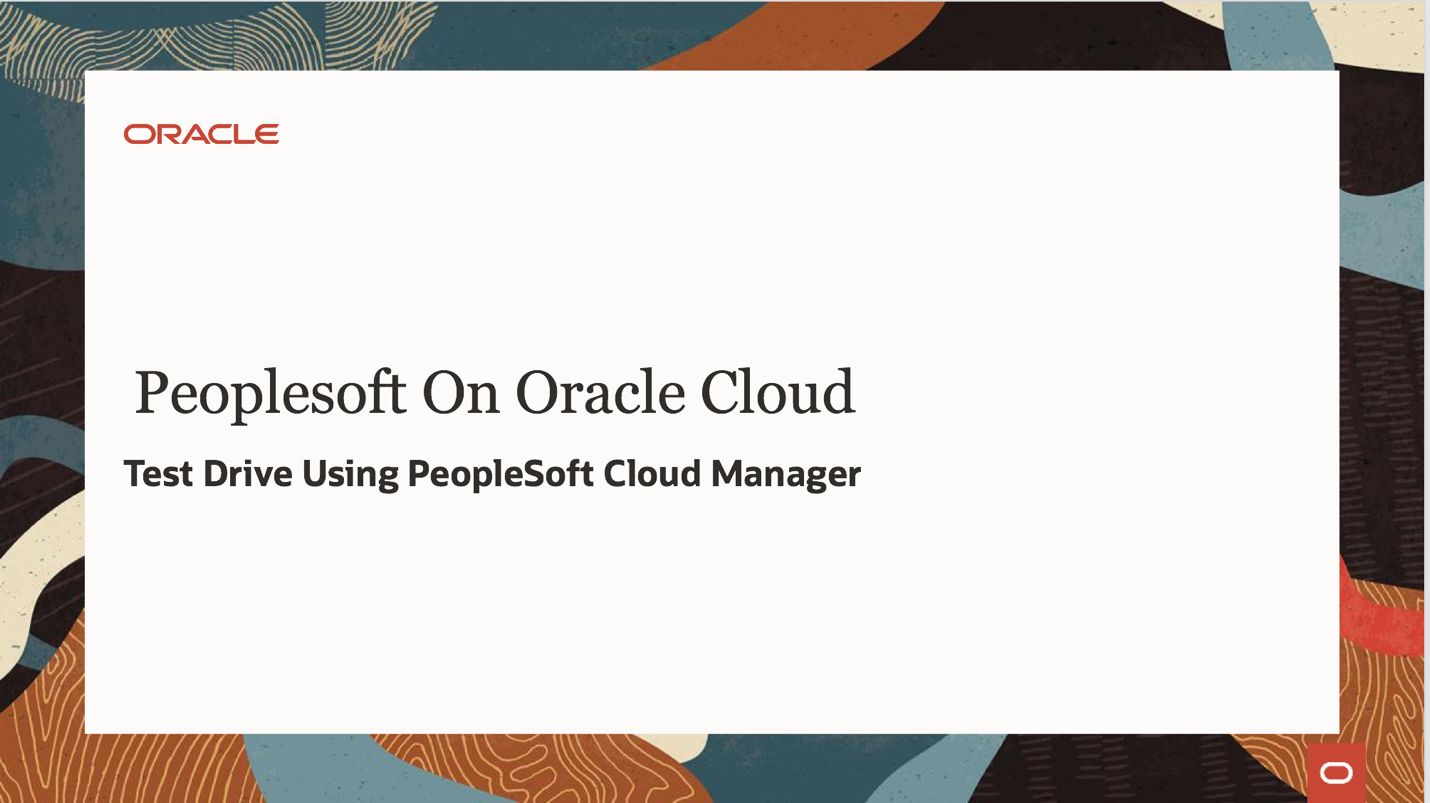 ORACLE
Peoplesoft On Oracle Cloud
Test Drive Using PeopleSoft Cloud Manager